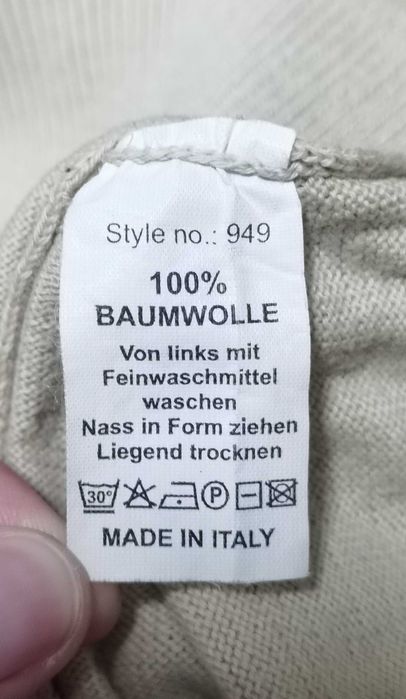 Style no.: 949
100%
BAUMWOLLE
Von links mit
Feinwaschmittel
waschen
Nass in Form ziehen
Liegend trocknen
30° P
MADE IN ITALY